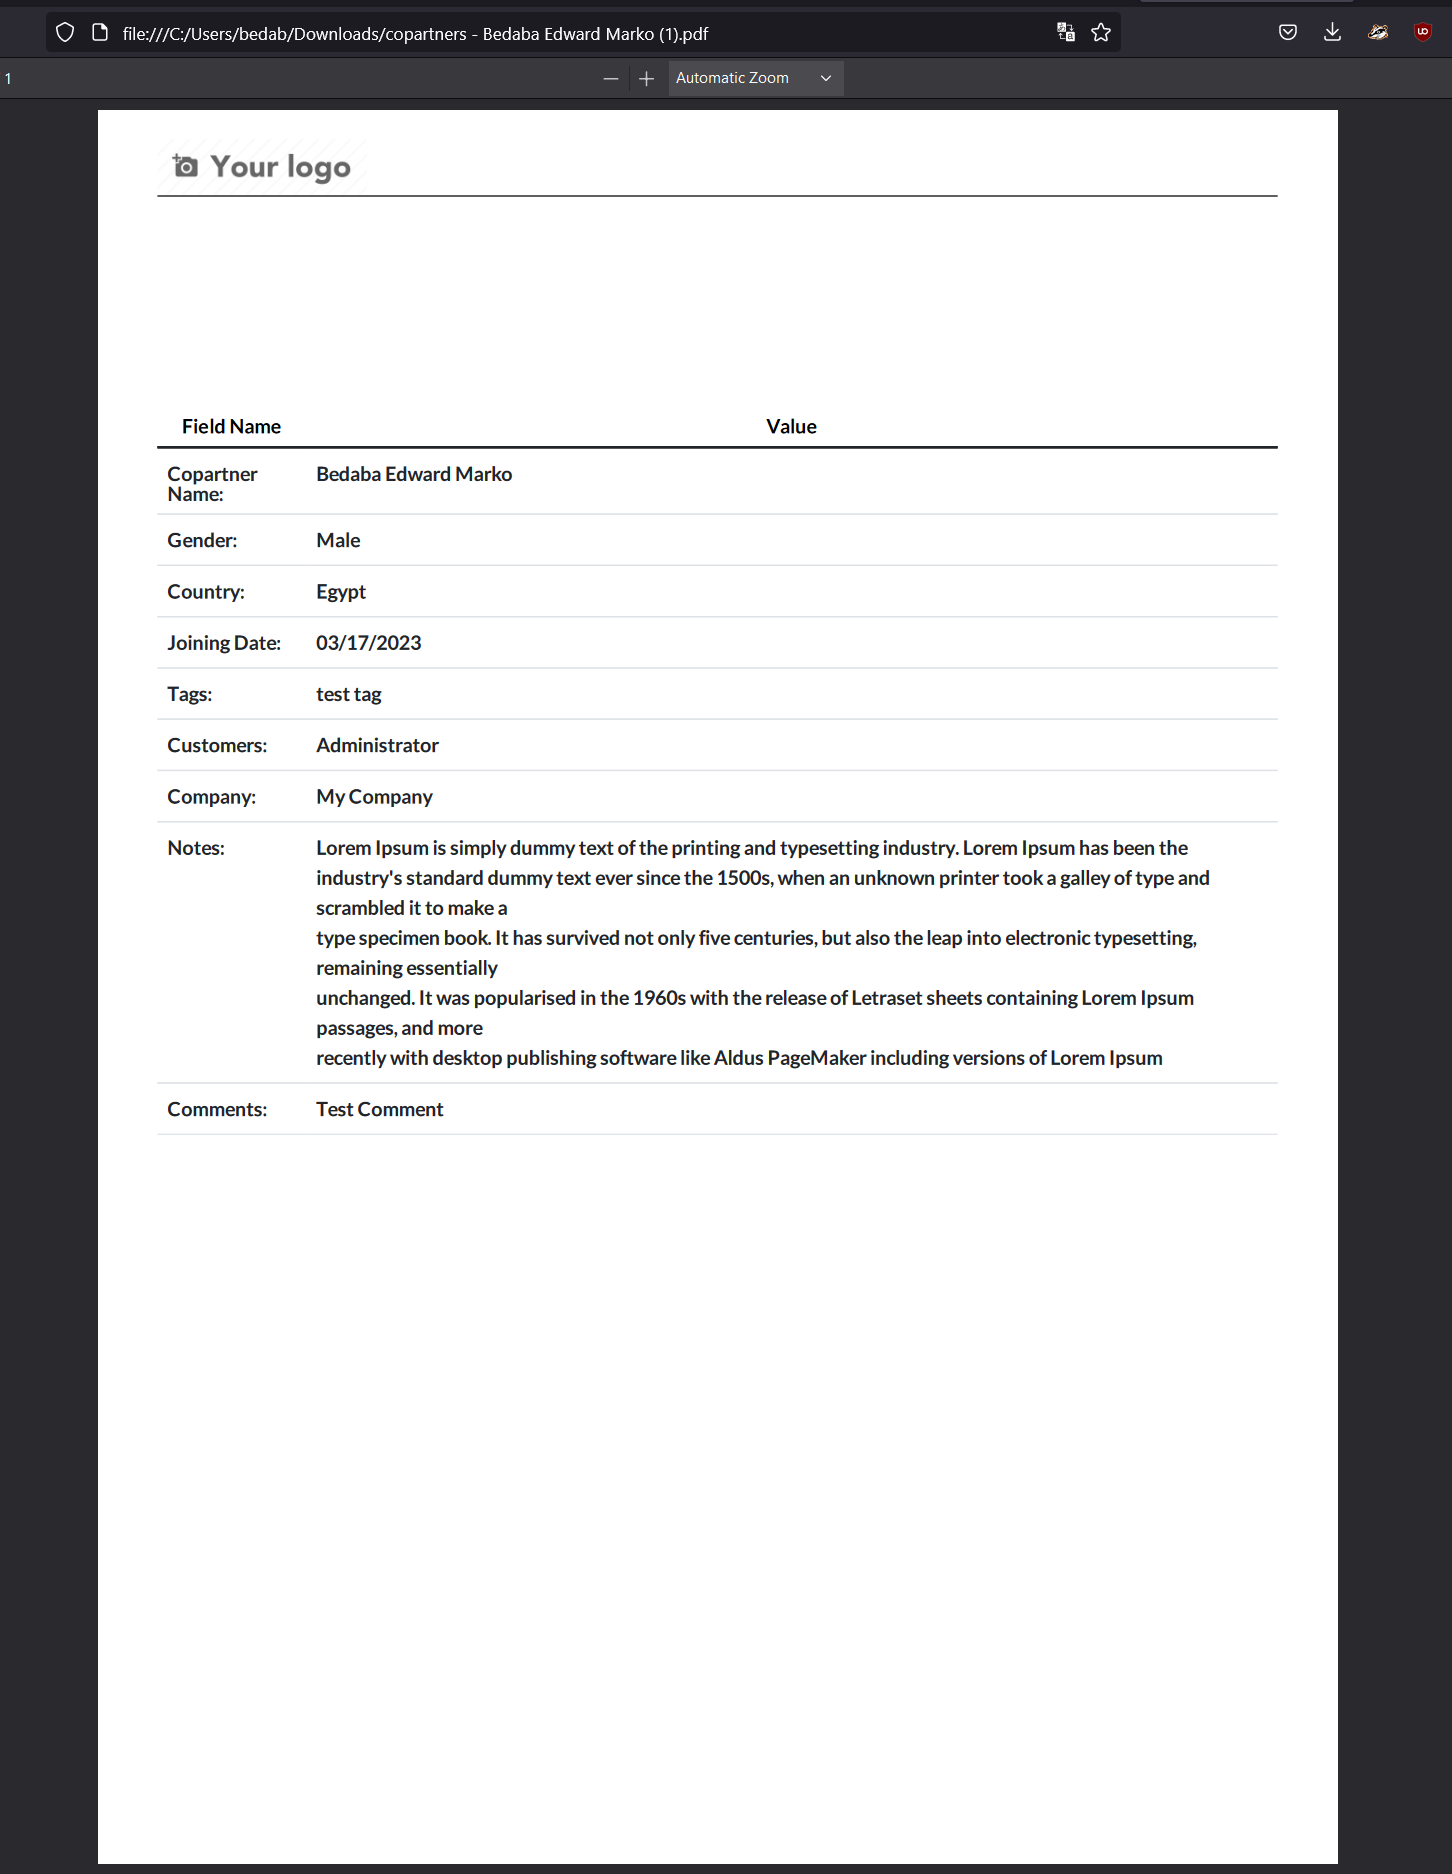 file:///C:/Users/bedab/Downloads/copartners - Bedaba Edward Marko (1).pdf
1
Automatic Zoom
Your logo
Field Name Value
Copartner Name: Bedaba Edward Marko
Gender: Male
Country: Egypt
Joining Date: 03/17/2023
Tags: test tag
Customers: Administrator
Company: My Company
Notes: Lorem Ipsum is simply dummy text of the printing and typesetting industry. Lorem Ipsum has been the
industry's standard dummy text ever since the 1500s, when an unknown printer took a galley of type and
scrambled it to make a
type specimen book. It has survived not only five centuries, but also the leap into electronic typesetting,
remaining essentially
unchanged. It was popularised in the 1960s with the release of Letraset sheets containing Lorem Ipsum
passages, and more
recently with desktop publishing software like Aldus PageMaker including versions of Lorem Ipsum
Comments: Test Comment